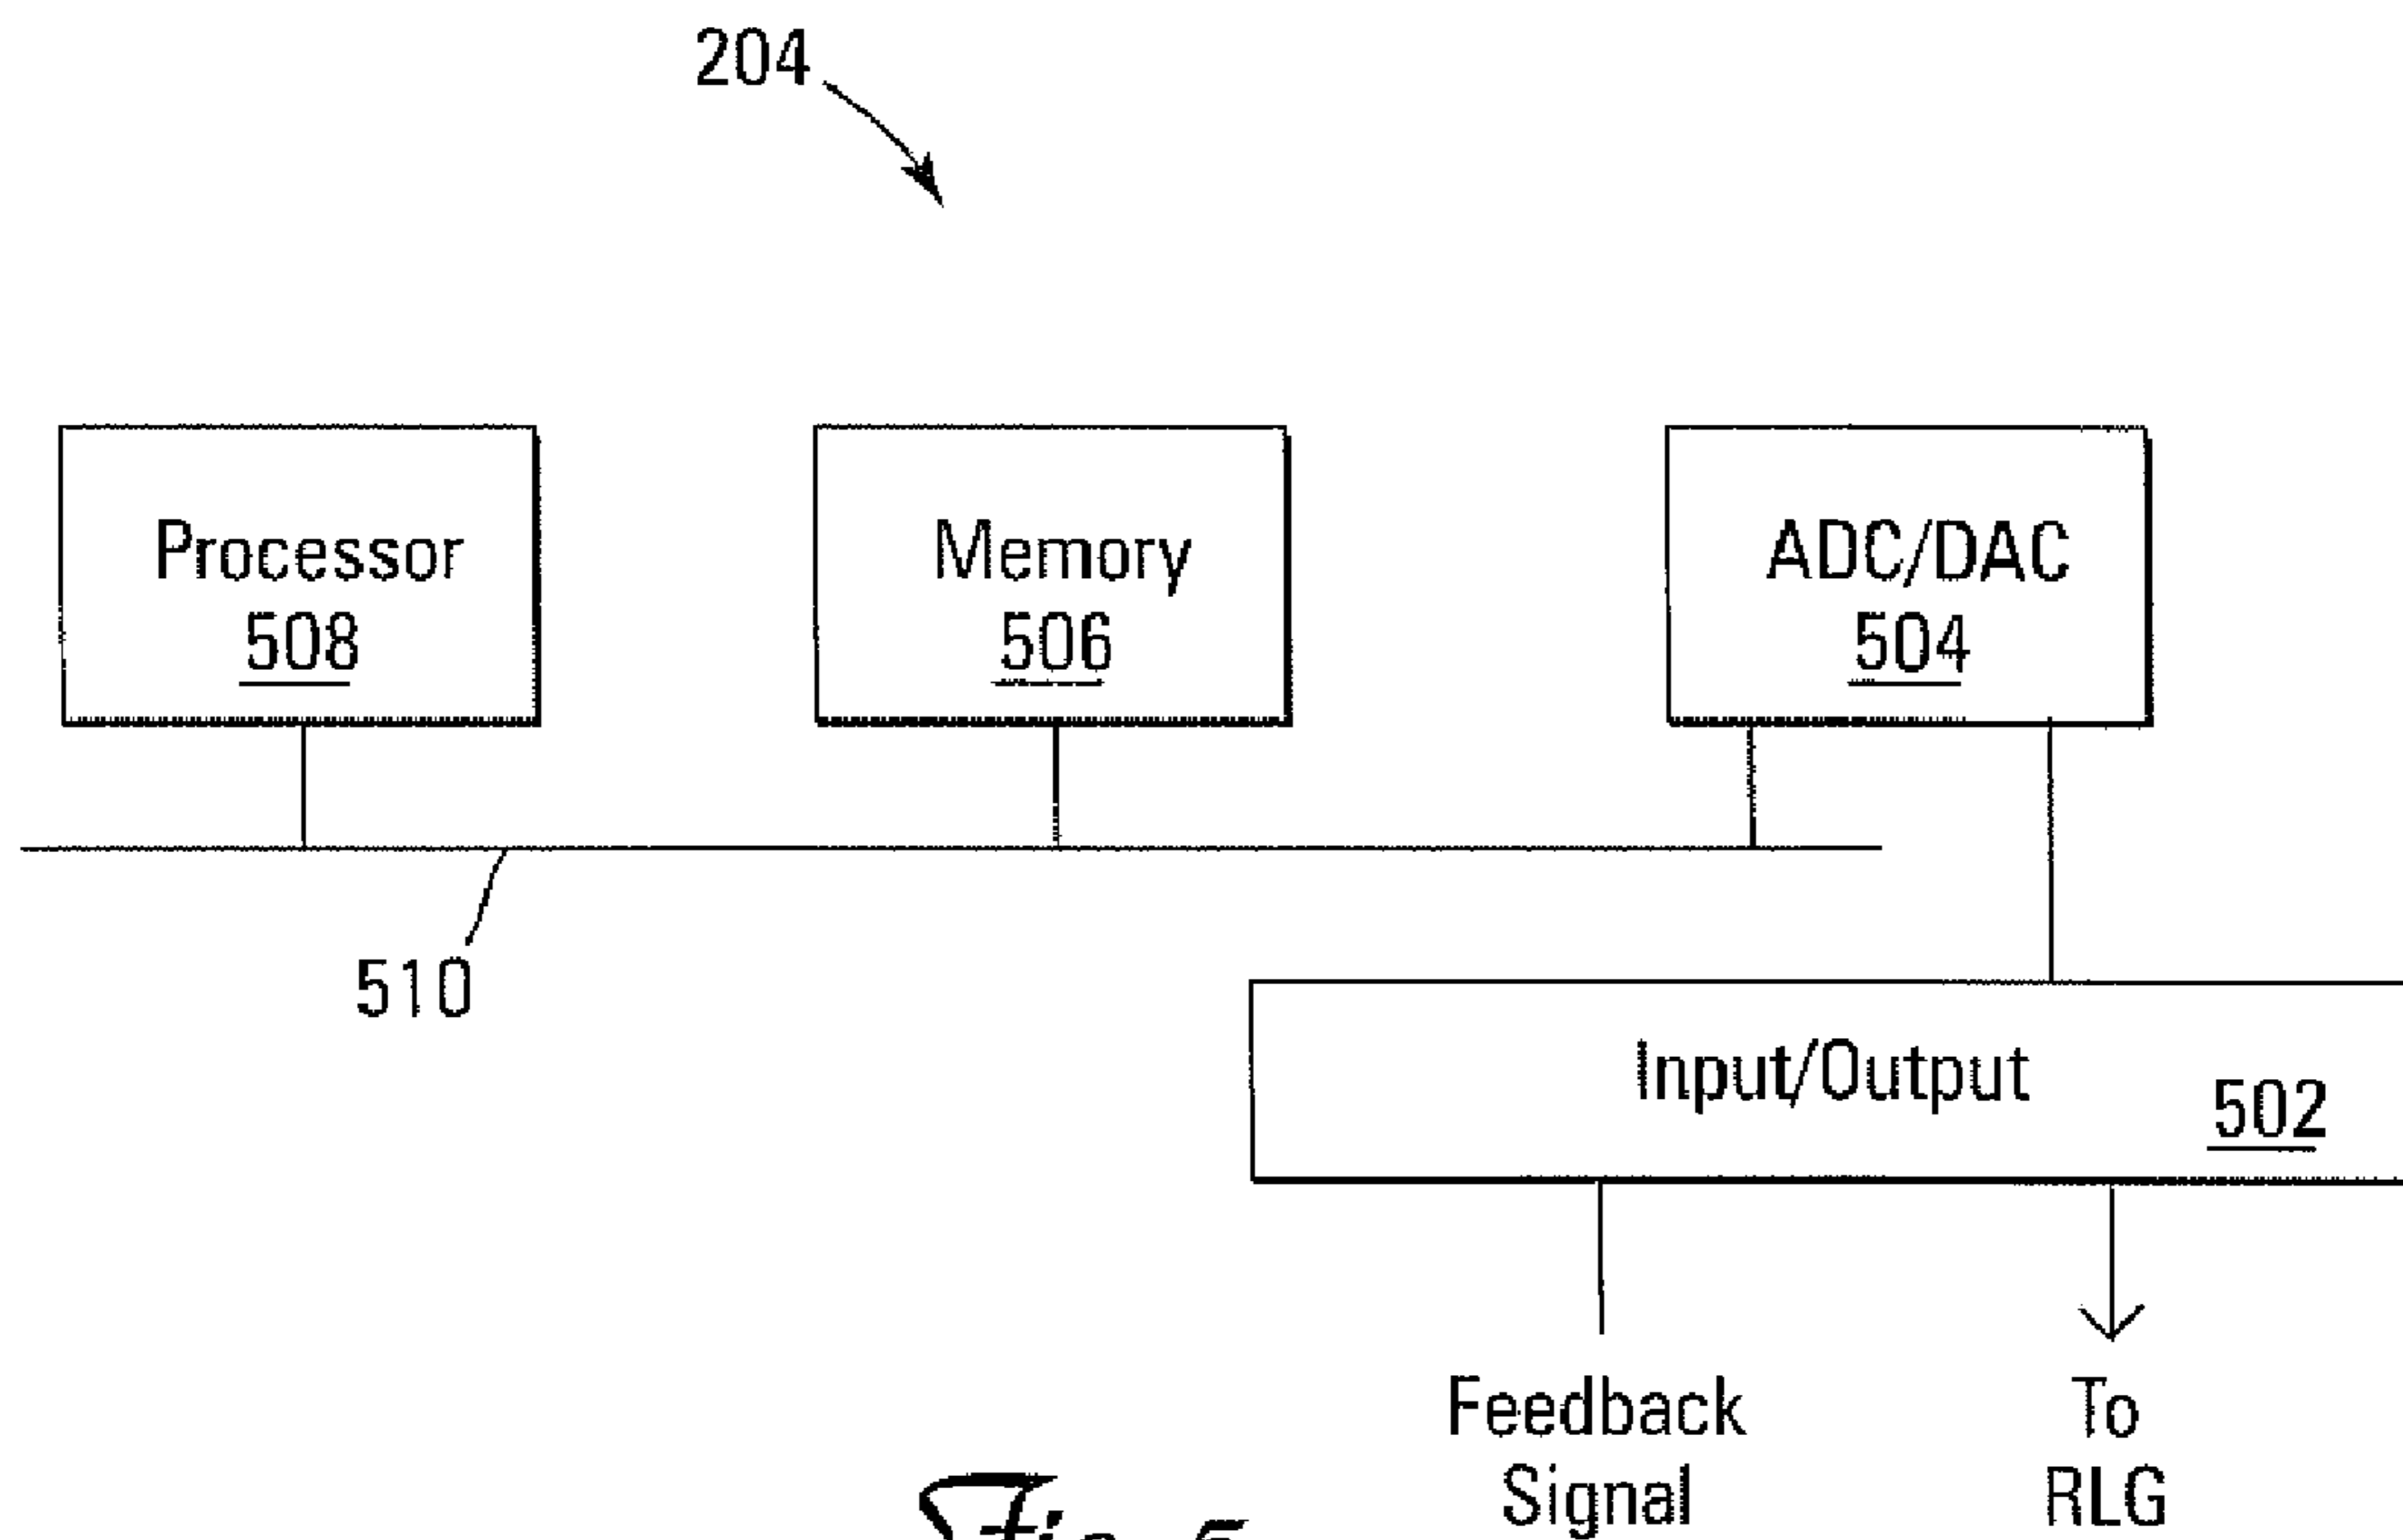 204
Processor
508
Memory
506
ADC/DAC
504
510
Input/Output
502
Feedback
Signal
To
RLG